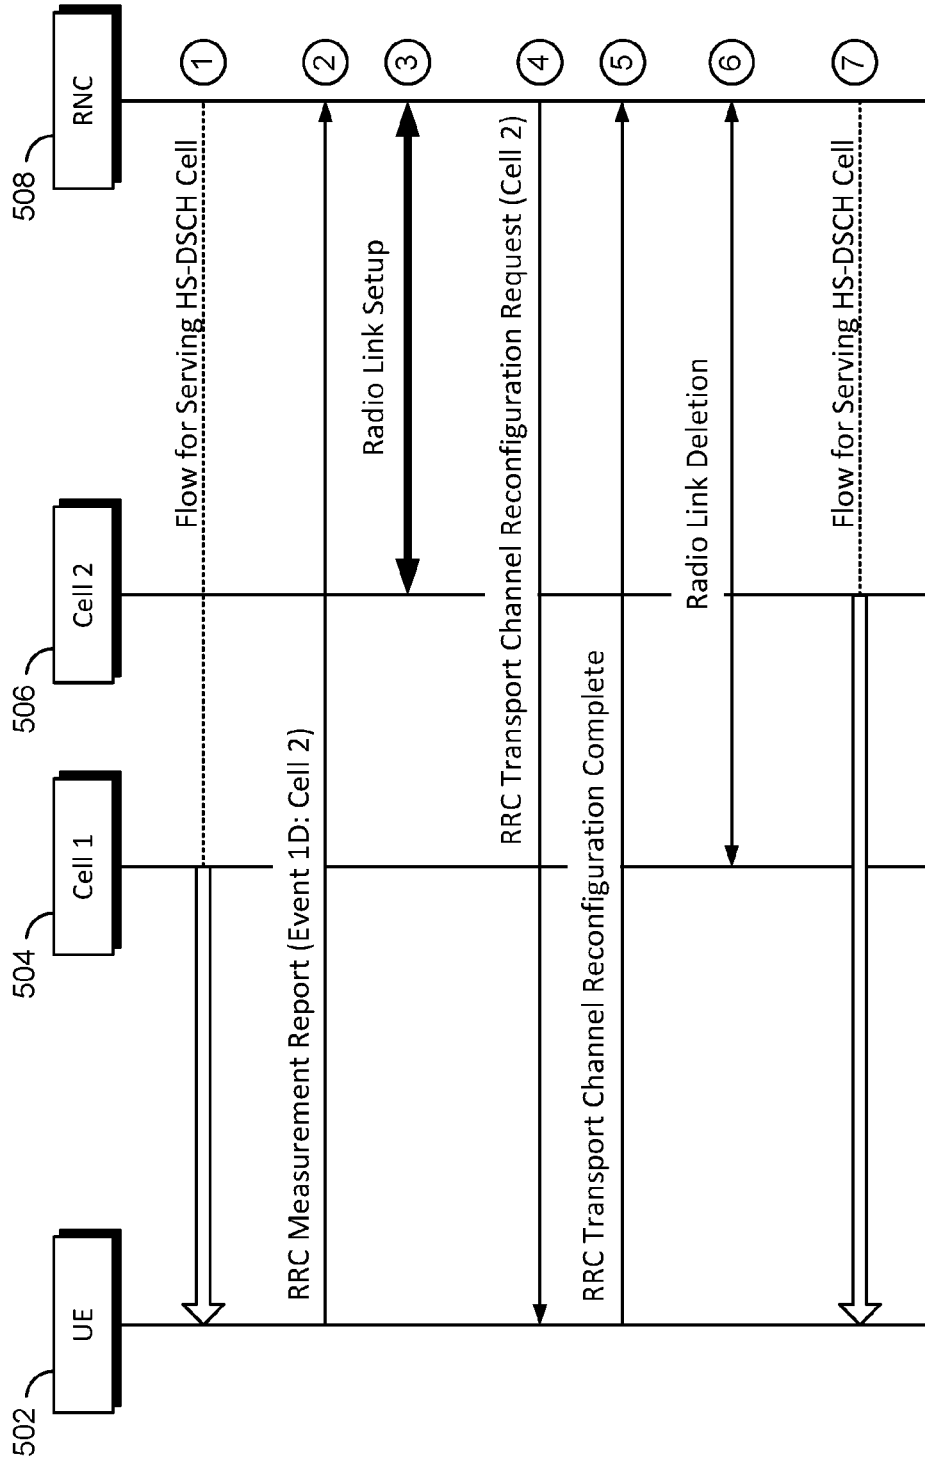 502
UE
504
Cell 1
506
Cell 2
508
RNC
Flow for Serving HS-DSCH Cell
1
RRC Measurement Report (Event 1D: Cell 2)
2
Radio Link Setup
3
RRC Transport Channel Reconfiguration Request (Cell 2)
4
RRC Transport Channel Reconfiguration Complete
5
Radio Link Deletion
6
Flow for Serving HS-DSCH Cell
7